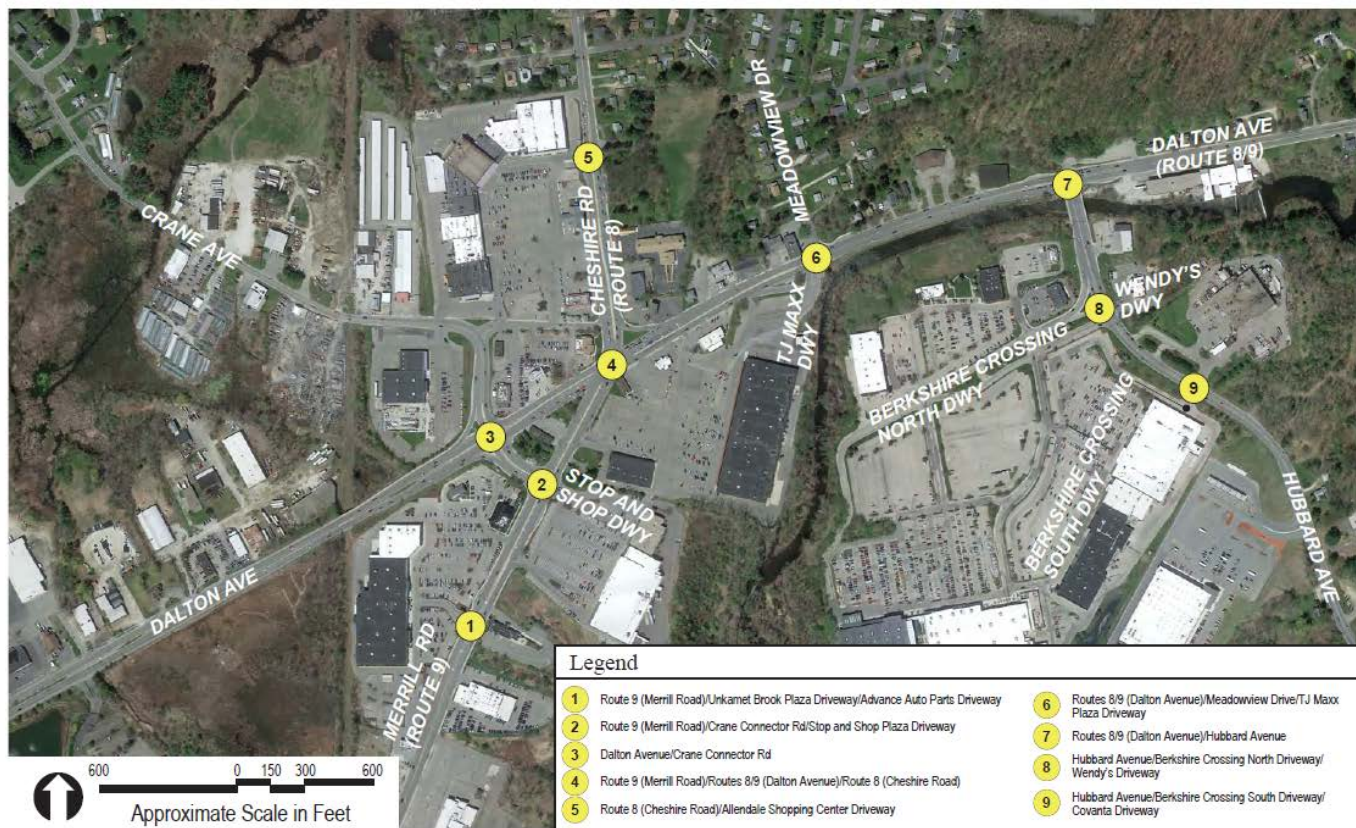 CRANE AVE
5
CHESHIRE RD
(ROUTE 8)
MEADOWVIEW DR
6
TJ MAXX
DWY
7
DALTON AVE
(ROUTE 8/9)
WENDY'S
DWY
8
BERKSHIRE CROSSING
NORTH DWY
9
BERKSHIRE CROSSING
SOUTH DWY
HUBBARD AVE
4
3
2
STOP AND
SHOP DWY
DALTON AVE
1
MERRILL RD
(ROUTE 9)
600 0 150 300 600
Approximate Scale in Feet
Legend
1 Route 9 (Merrill Road)/Unkamet Brook Plaza Driveway/Advance Auto Parts Driveway
2 Route 9 (Merrill Road)/Crane Connector Rd/Stop and Shop Plaza Driveway
3 Dalton Avenue/Crane Connector Rd
4 Route 9 (Merrill Road)/Routes 8/9 (Dalton Avenue)/Route 8 (Cheshire Road)
5 Route 8 (Cheshire Road)/Allendale Shopping Center Driveway
6 Routes 8/9 (Dalton Avenue)/Meadowview Drive/TJ Maxx
Plaza Driveway
7 Routes 8/9 (Dalton Avenue)/Hubbard Avenue
8 Hubbard Avenue/Berkshire Crossing North Driveway/
Wendy's Driveway
9 Hubbard Avenue/Berkshire Crossing South Driveway/
Covanta Driveway